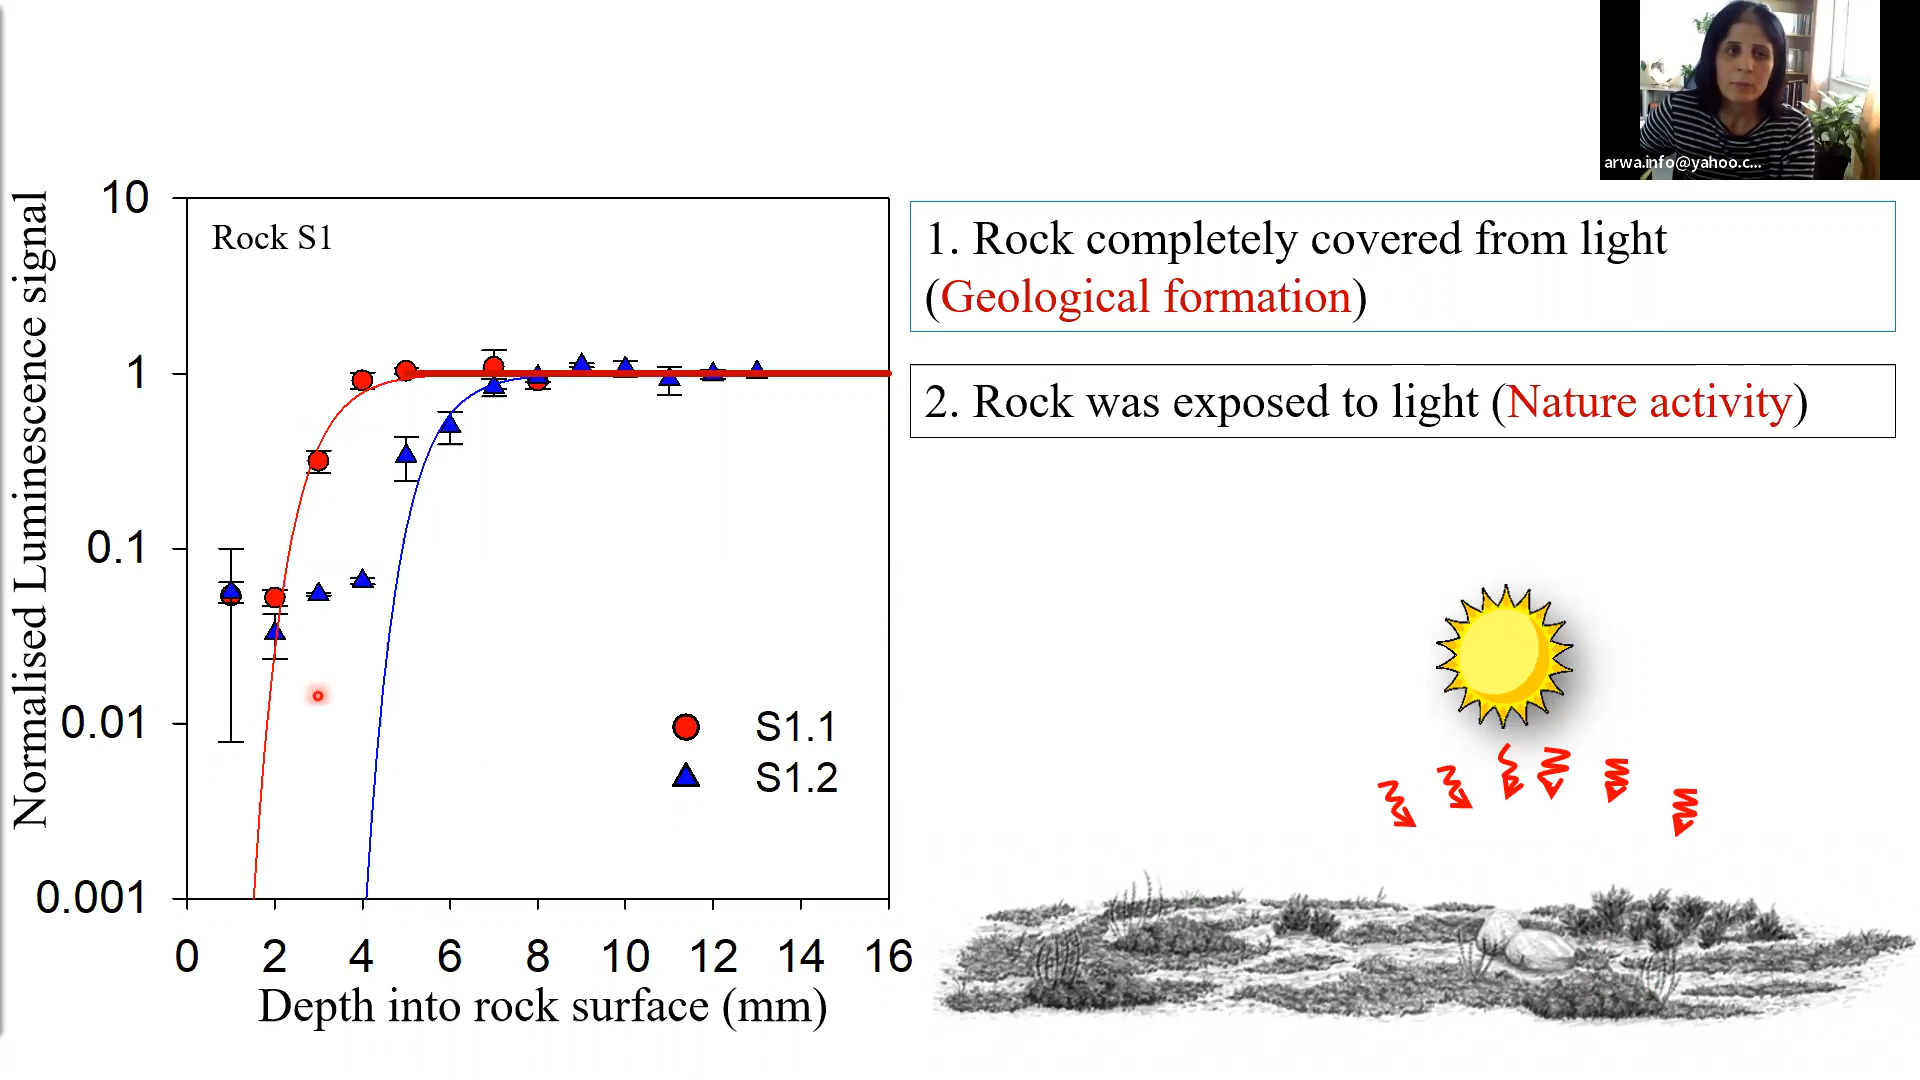 arwa.info@yahoo.c...
Normalised Luminescence signal
10
1
0.1
0.01
0.001
Rock S1
S1.1
S1.2
0 2 4 6 8 10 12 14 16
Depth into rock surface (mm)
1. Rock completely covered from light
(Geological formation)
2. Rock was exposed to light (Nature activity)